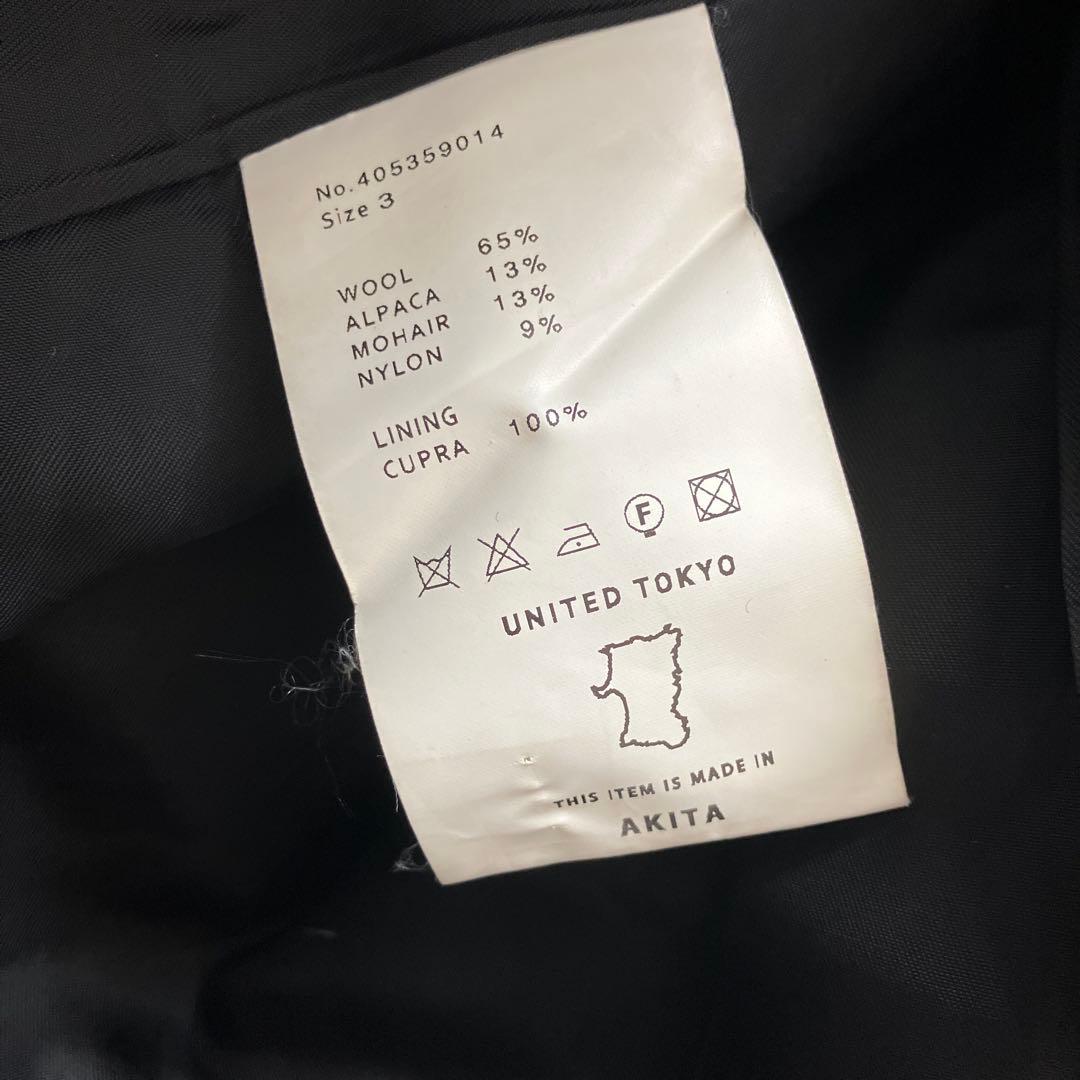 No.405359014
Size 3
WOOL 65%
ALPACA 13%
MOHAIR 13%
NYLON 9%
LINING
CUPRA 100%
F
UNITED TOKYO
THIS ITEM IS MADE IN
AKITA